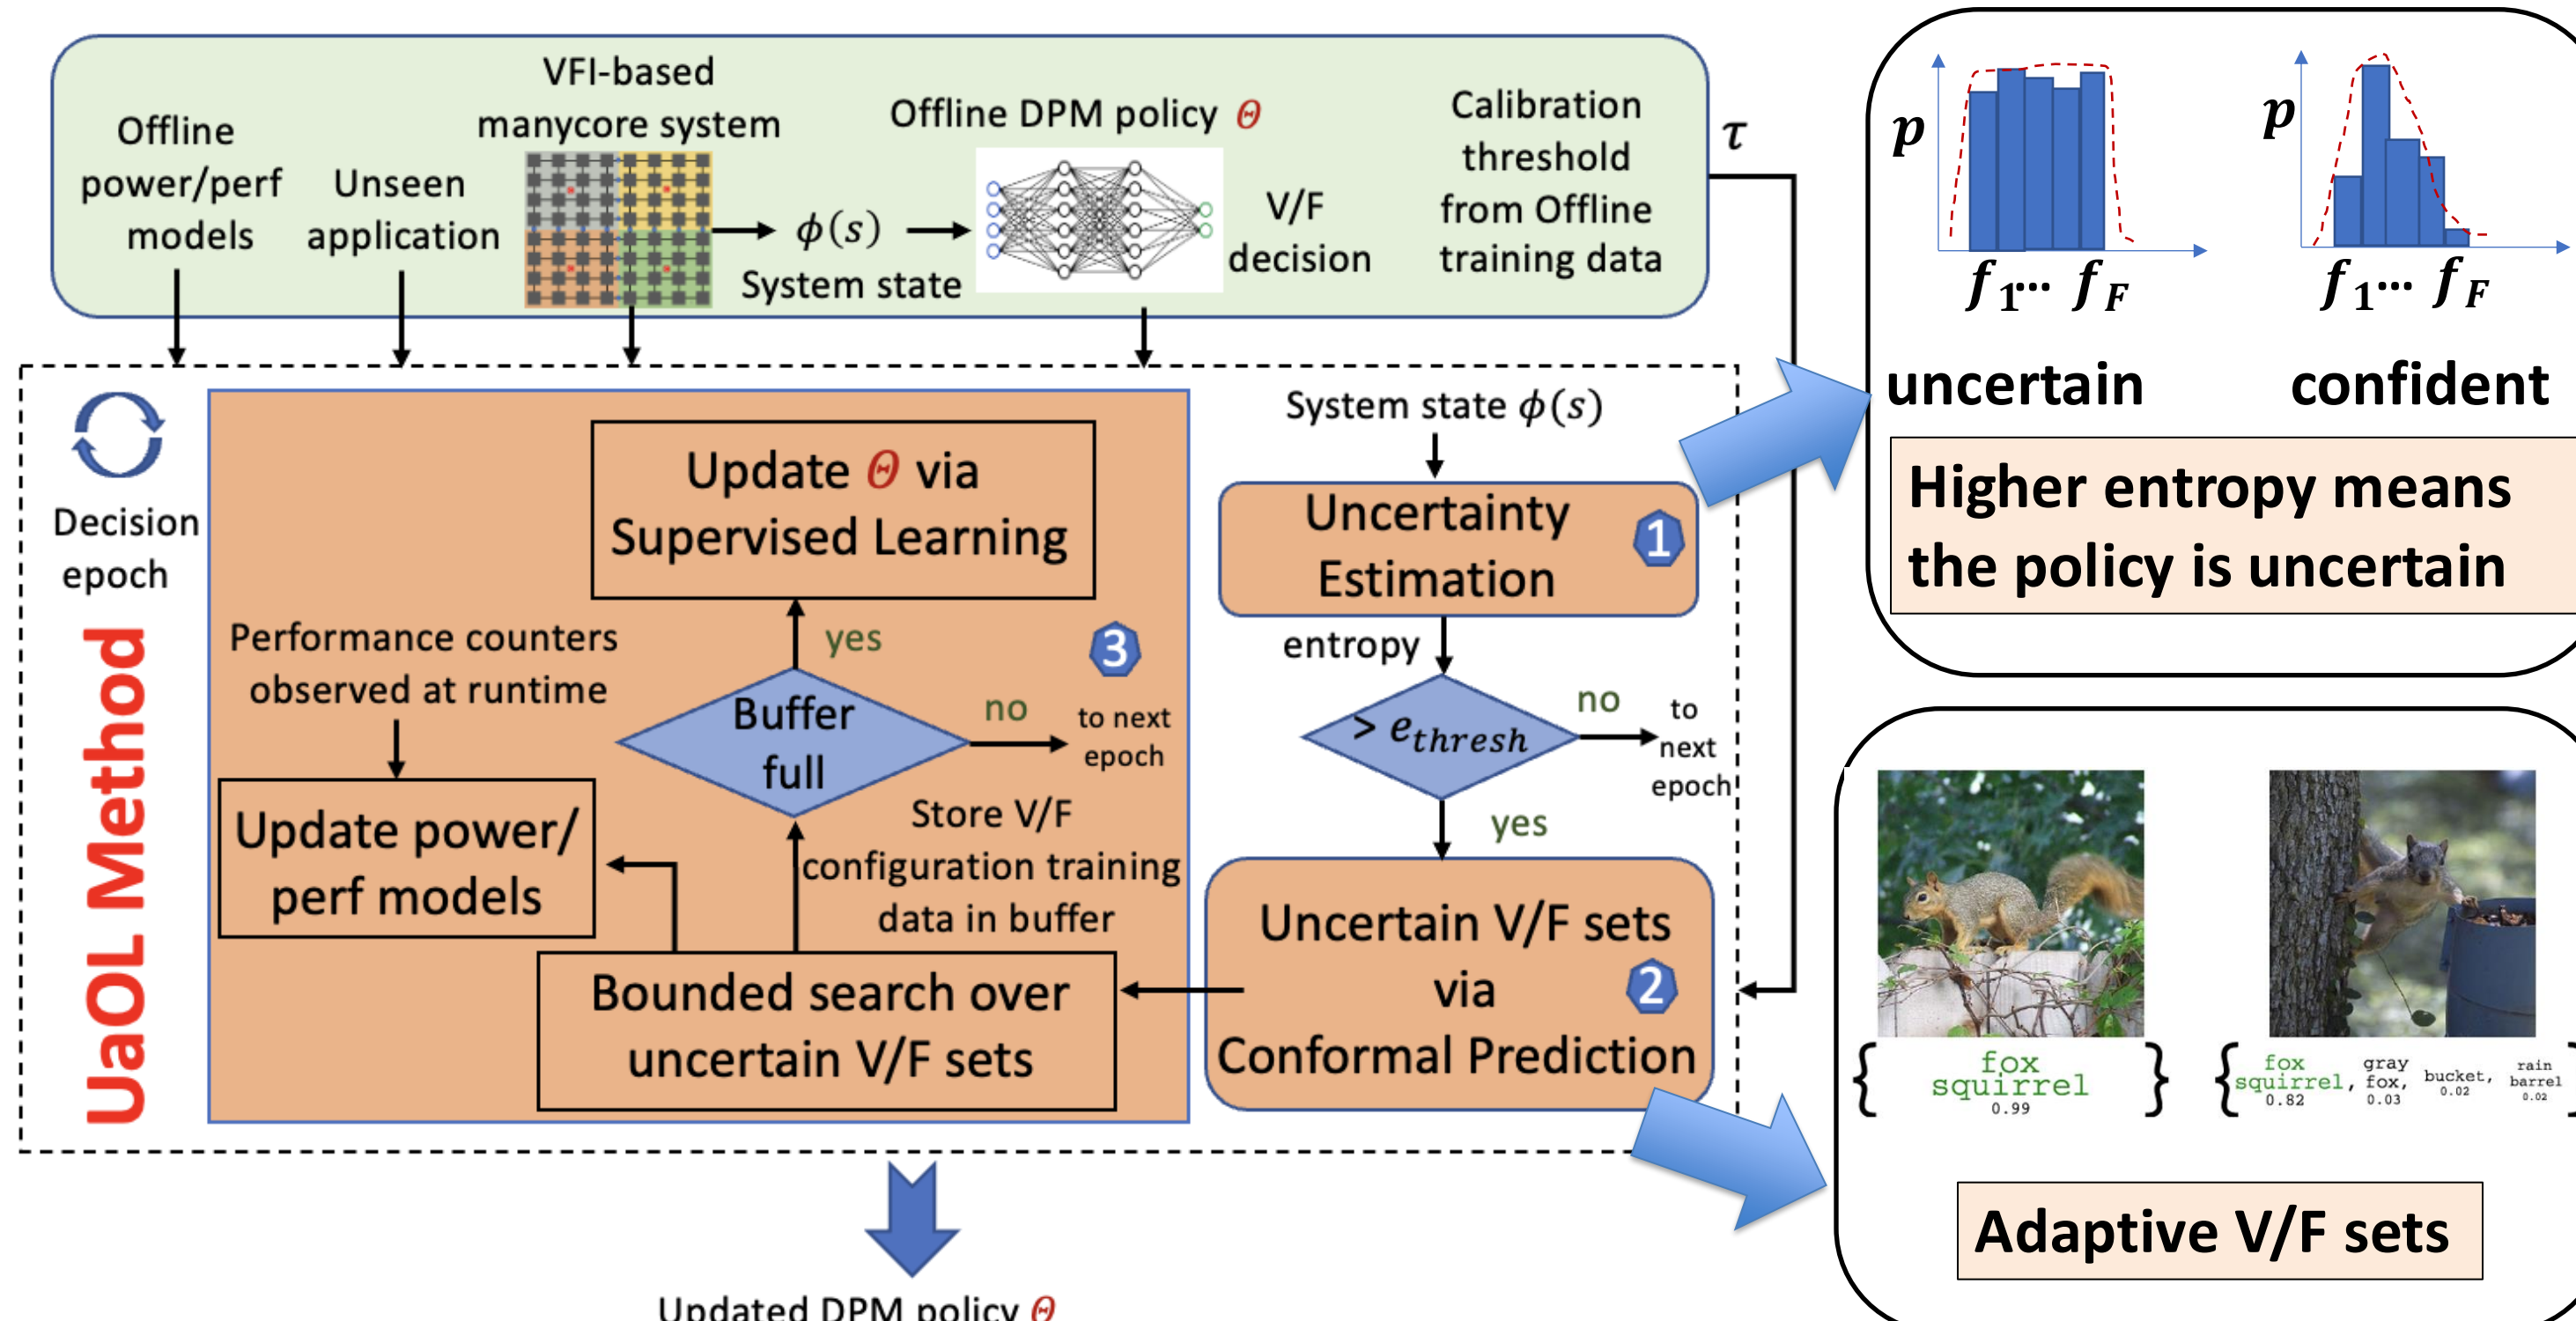 Offline
power/perf
models
Unseen
application
VFI-based
manycore system
ϕ(s)
System state
Offline DPM policy Θ
V/F
decision
Calibration
threshold
from Offline
training data
τ
Decision
epoch
UaOL Method
Update Θ via
Supervised Learning
Performance counters
observed at runtime
yes
3
Buffer
full
no
to next
epoch
Update power/
perf models
Store V/F
configuration training
data in buffer
Bounded search over
uncertain V/F sets
System state ϕ(s)
Uncertainty
Estimation
1
entropy
> e_thresh
no
to
next
epoch
yes
Uncertain V/F sets
via
Conformal Prediction
2
Updated DPM policy Θ
p
f₁... f_F
uncertain
p
f₁... f_F
confident
Higher entropy means
the policy is uncertain
{ fox
squirrel }
0.99
{ fox
squirrel,
0.82
gray
fox,
0.03
bucket,
0.02
rain
barrel
0.02
}
Adaptive V/F sets